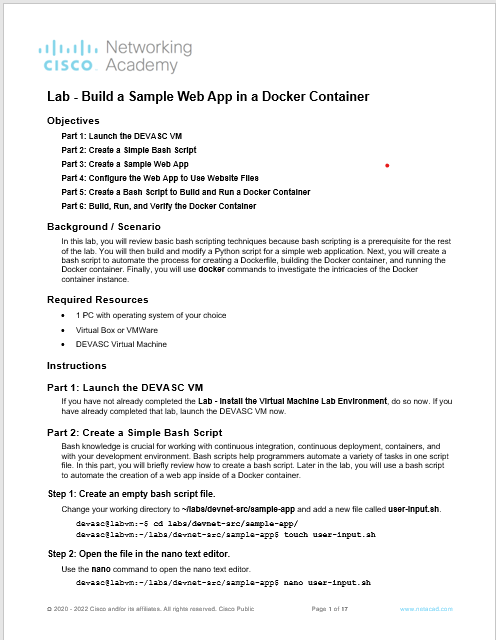 Networking
CISCO Academy
Lab - Build a Sample Web App in a Docker Container
Objectives
Part 1: Launch the DEVASC VM
Part 2: Create a Simple Bash Script
Part 3: Create a Sample Web App
Part 4: Configure the Web App to Use Website Files
Part 5: Create a Bash Script to Build and Run a Docker Container
Part 6: Build, Run, and Verify the Docker Container
Background / Scenario
In this lab, you will review basic bash scripting techniques because bash scripting is a prerequisite for the rest
of the lab. You will then build and modify a Python script for a simple web application. Next, you will create a
bash script to automate the process for creating a Dockerfile, building the Docker container, and running the
Docker container. Finally, you will use docker commands to investigate the intricacies of the Docker
container instance.
Required Resources
• 1 PC with operating system of your choice
• Virtual Box or VMWare
• DEVASC Virtual Machine
Instructions
Part 1: Launch the DEVASC VM
If you have not already completed the Lab - Install the Virtual Machine Lab Environment, do so now. If you
have already completed that lab, launch the DEVASC VM now.
Part 2: Create a Simple Bash Script
Bash knowledge is crucial for working with continuous integration, continuous deployment, containers, and
with your development environment. Bash scripts help programmers automate a variety of tasks in one script
file. In this part, you will briefly review how to create a bash script. Later in the lab, you will use a bash script
to automate the creation of a web app inside of a Docker container.
Step 1: Create an empty bash script file.
Change your working directory to ~/labs/devnet-src/sample-app and add a new file called user-input.sh.
devasc@labvm:~$ cd labs/devnet-src/sample-app/
devasc@labvm:~/labs/devnet-src/sample-app$ touch user-input.sh
Step 2: Open the file in the nano text editor.
Use the nano command to open the nano text editor.
devasc@labvm:~/labs/devnet-src/sample-app$ nano user-input.sh
© 2020 - 2022 Cisco and/or its affiliates. All rights reserved. Cisco Public Page 1 of 17 www.netacad.com